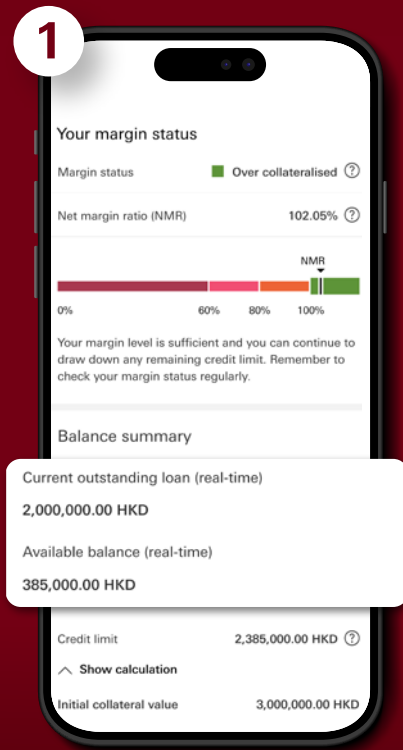 1
Your margin status
Margin status Over collateralised ?
Net margin ratio (NMR) 102.05% ?
NMR
0% 60% 80% 100%
Your margin level is sufficient and you can continue to
draw down any remaining credit limit. Remember to
check your margin status regularly.
Balance summary
Current outstanding loan (real-time)
2,000,000.00 HKD
Available balance (real-time)
385,000.00 HKD
Credit limit 2,385,000.00 HKD ?
Show calculation
Initial collateral value 3,000,000.00 HKD